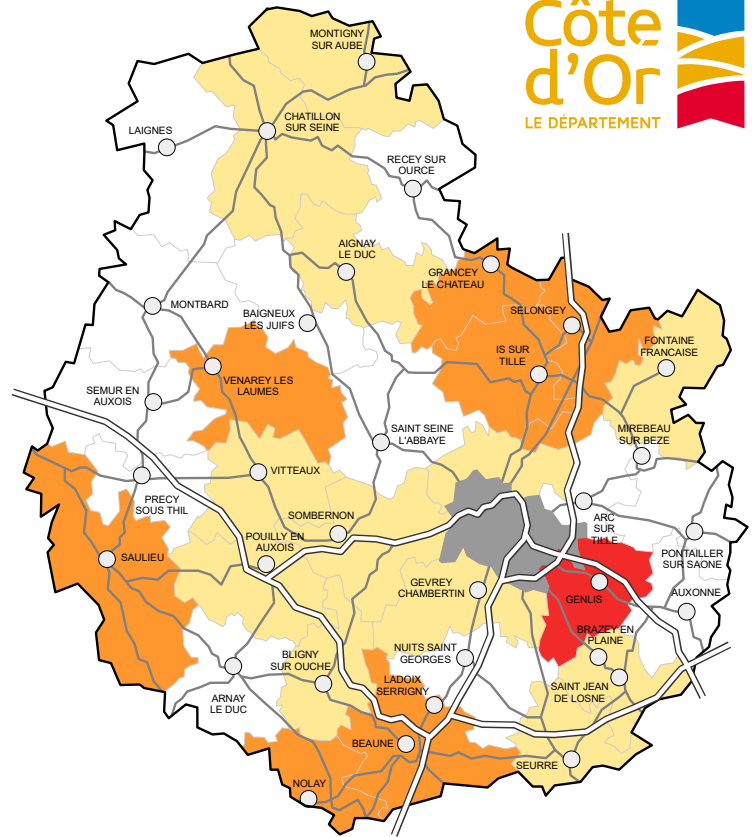 Côte
d'Or
LE DÉPARTEMENT
MONTIGNY
SUR AUBE
CHATILLON
SUR SEINE
LAIGNES
RECEY SUR
OURCE
AIGNAY
LE DUC
GRANCEY
LE CHATEAU
SELONGEY
MONTBARD
BAIGNEUX
LES JUIFS
IS SUR
TILLE
FONTAINE
FRANCAISE
VENAREY LES
LAUMES
SEMUR EN
AUXOIS
SAINT SEINE
L'ABBAYE
MIREBEAU
SUR BEZE
VITTEAUX
PRECY
SOUS THIL
SOMBERNON
ARC
SUR
TILLE
POUILLY EN
AUXOIS
SAULIEU
PONTAILLER
SUR SAONE
GEVREY
CHAMBERTIN
GENLIS
AUXONNE
BRAZEY EN
PLAINE
BLIGNY
SUR OUCHE
NUITS SAINT
GEORGES
LADOIX
SERRIGNY
SAINT JEAN
DE LOSNE
ARNAY
LE DUC
BEAUNE
SEURRE
NOLAY